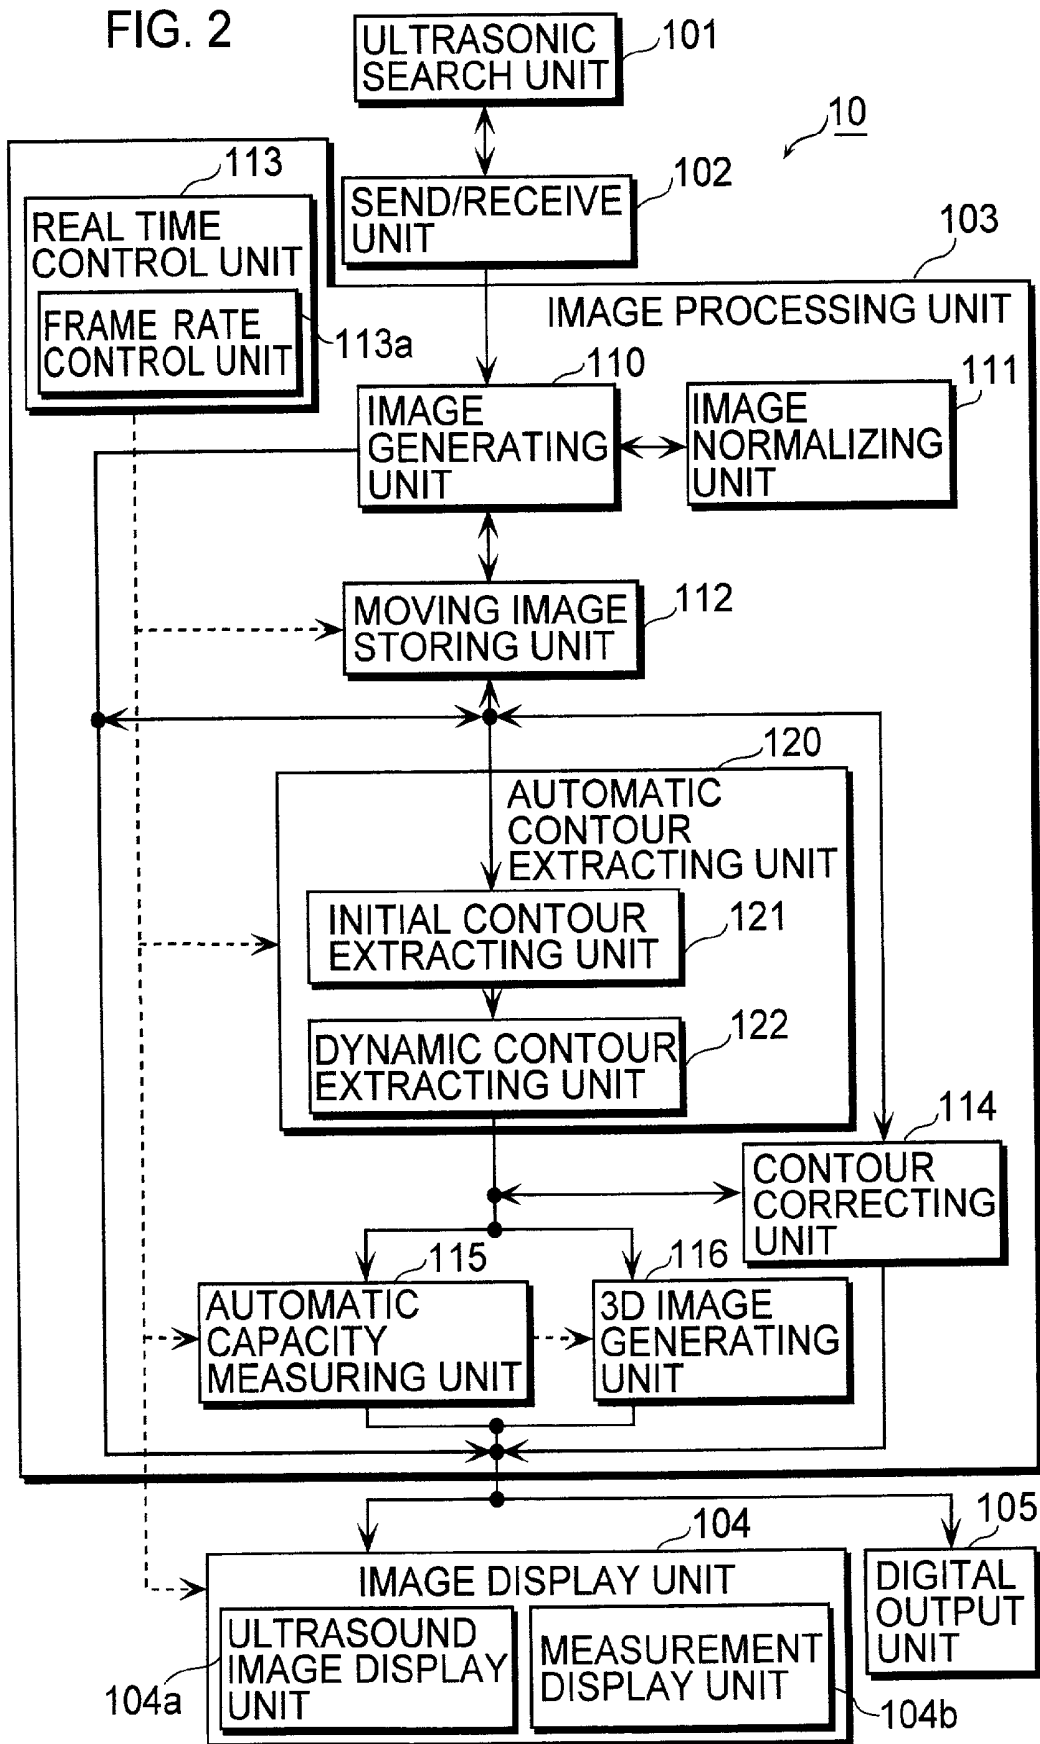 FIG. 2
ULTRASONIC
SEARCH UNIT
101
10
113
REAL TIME
CONTROL UNIT
FRAME RATE
CONTROL UNIT
113a
SEND/RECEIVE
UNIT
102
103
IMAGE PROCESSING UNIT
110
IMAGE
GENERATING
UNIT
111
IMAGE
NORMALIZING
UNIT
MOVING IMAGE
STORING UNIT
112
120
AUTOMATIC
CONTOUR
EXTRACTING UNIT
INITIAL CONTOUR
EXTRACTING UNIT
121
DYNAMIC CONTOUR
EXTRACTING UNIT
122
114
CONTOUR
CORRECTING
UNIT
115
AUTOMATIC
CAPACITY
MEASURING UNIT
116
3D IMAGE
GENERATING
UNIT
104
IMAGE DISPLAY UNIT
ULTRASOUND
IMAGE DISPLAY
UNIT
104a
MEASUREMENT
DISPLAY UNIT
104b
105
DIGITAL
OUTPUT
UNIT